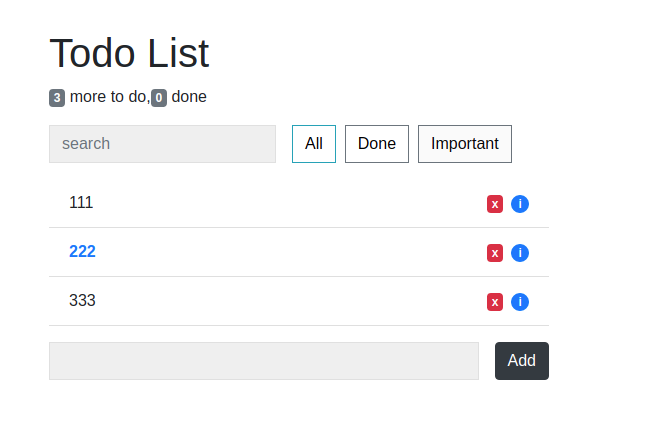 Todo List
3 more to do,0 done
search All Done Important
111 x i
222 x i
333 x i
Add